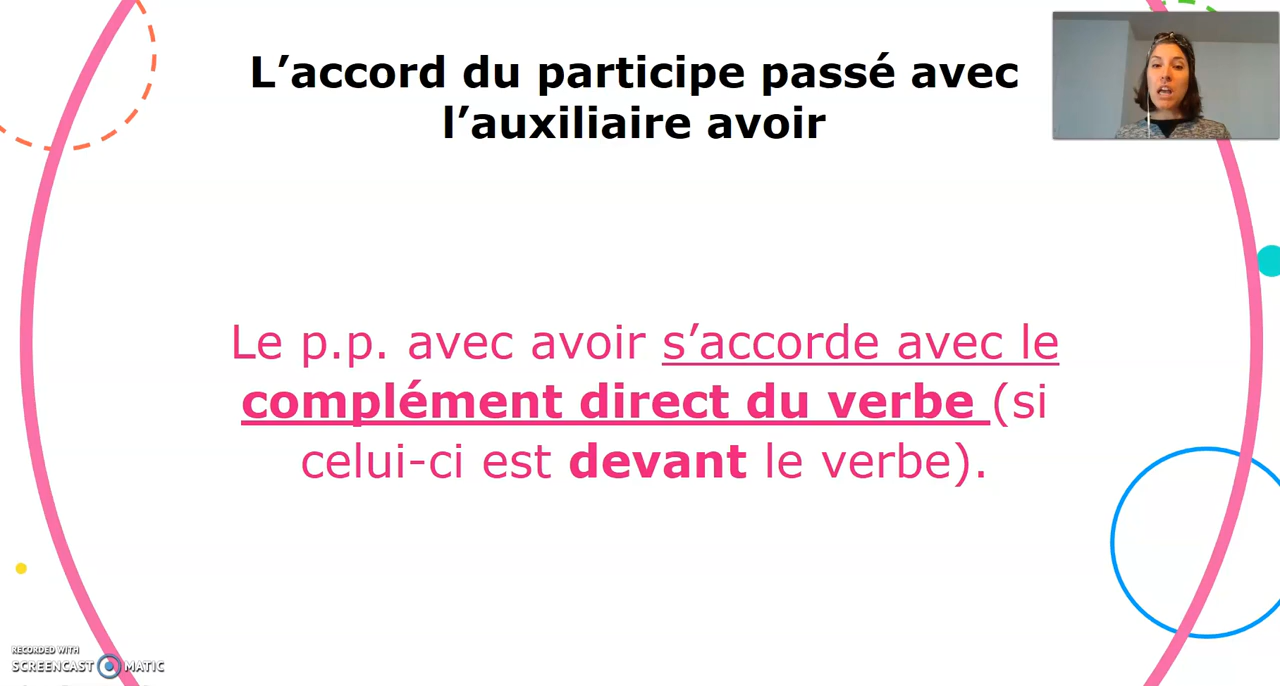 L’accord du participe passé avec
l’auxiliaire avoir
Le p.p. avec avoir s’accorde avec le
complément direct du verbe (si
celui-ci est devant le verbe).
RECORDED WITH
SCREENCAST MATIC